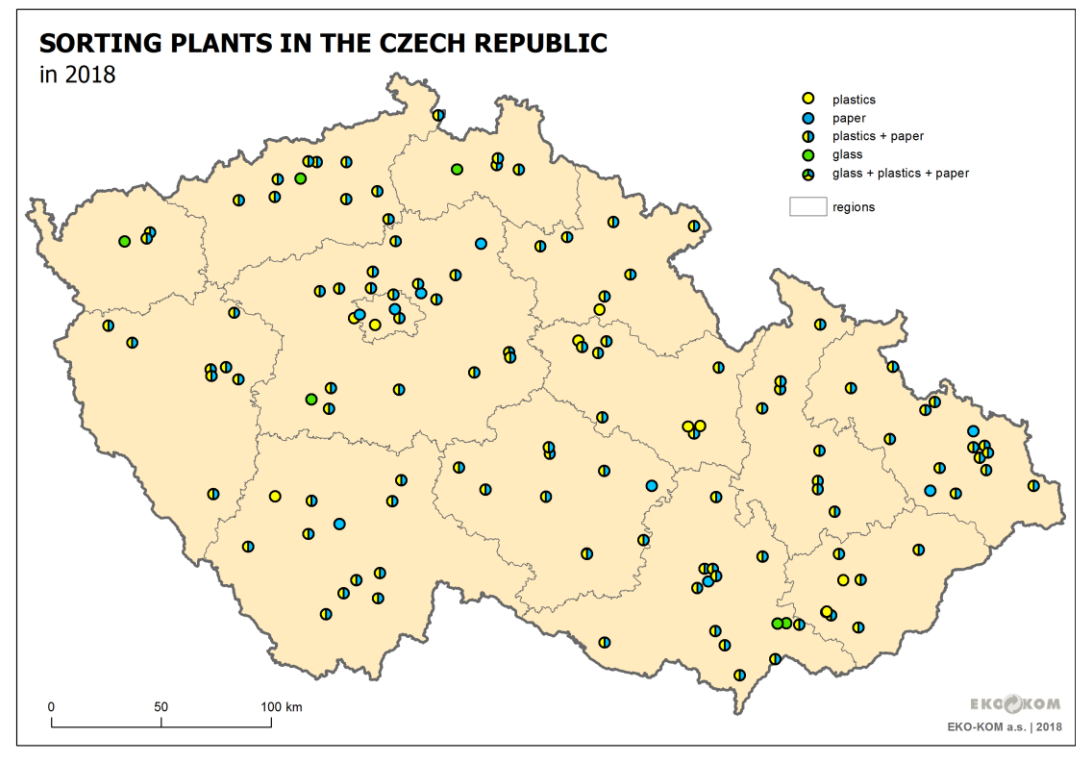 SORTING PLANTS IN THE CZECH REPUBLIC
in 2018
plastics
paper
plastics + paper
glass
glass + plastics + paper
regions
0 50 100 km
EKO-KOM
EKO-KOM a.s. | 2018